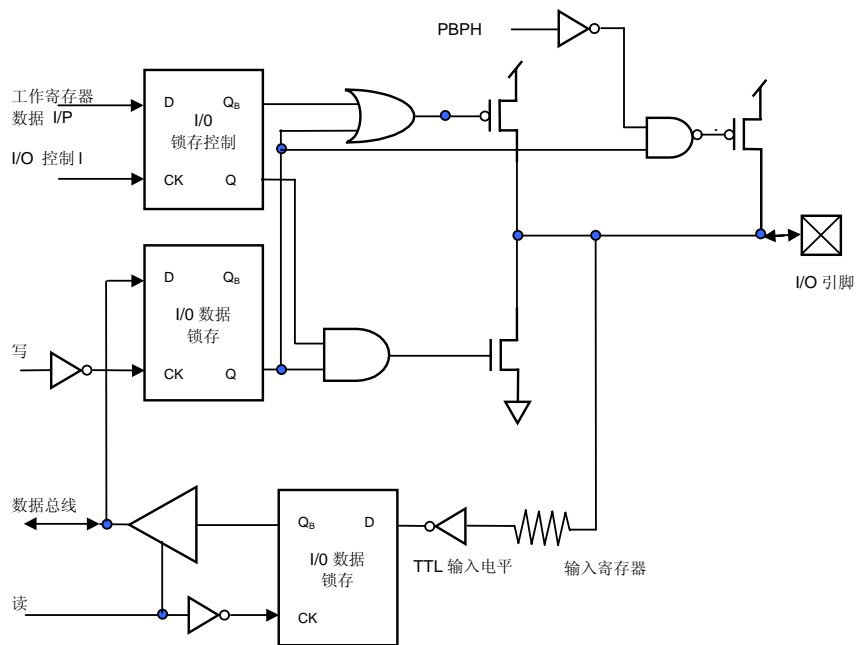 PBPH
工作寄存器
数据 I/P
D
QB
I/0
锁存控制
I/O 控制 I
CK
Q
I/O 引脚
D
QB
I/0 数据
锁存
写
CK
Q
数据总线
QB
D
I/0 数据
锁存
TTL 输入电平
输入寄存器
读
CK